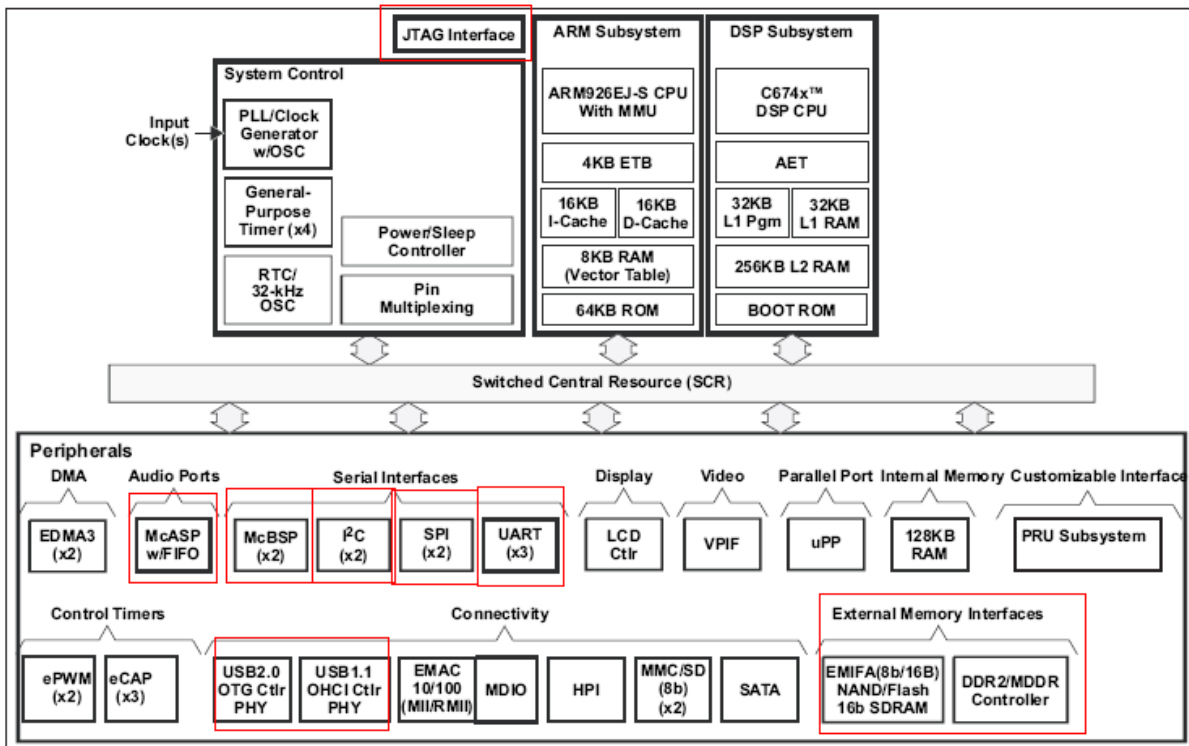 JTAG Interface
System Control
Input
Clock(s)
PLL/Clock
Generator
w/OSC
General-
Purpose
Timer (x4)
RTC/
32-kHz
OSC
Power/Sleep
Controller
Pin
Multiplexing
ARM Subsystem
ARM926EJ-S CPU
With MMU
4KB ETB
16KB
I-Cache
16KB
D-Cache
8KB RAM
(Vector Table)
64KB ROM
DSP Subsystem
C674x™
DSP CPU
AET
32KB
L1 Pgm
32KB
L1 RAM
256KB L2 RAM
BOOT ROM
Switched Central Resource (SCR)
Peripherals
DMA
EDMA3
(x2)
Audio Ports
McASP
w/FIFO
Serial Interfaces
McBSP
(x2)
I²C
(x2)
SPI
(x2)
UART
(x3)
Display
LCD
Ctlr
Video
VPIF
Parallel Port
uPP
Internal Memory
128KB
RAM
Customizable Interface
PRU Subsystem
Control Timers
ePWM
(x2)
eCAP
(x3)
Connectivity
USB2.0
OTG Ctlr
PHY
USB1.1
OHCI Ctlr
PHY
EMAC
10/100
(MII/RMII)
MDIO
HPI
MMC/SD
(8b)
(x2)
SATA
External Memory Interfaces
EMIFA(8b/16B)
NAND/Flash
16b SDRAM
DDR2/MDDR
Controller